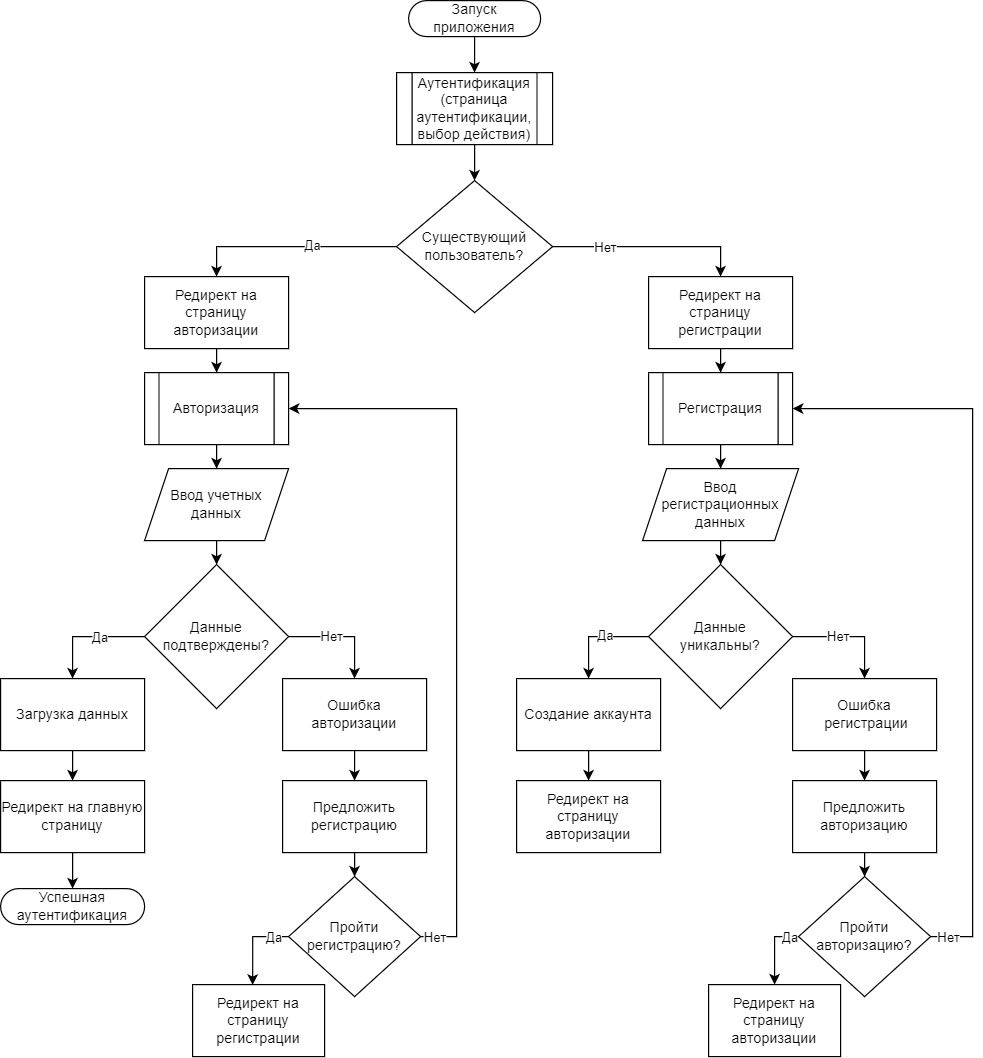 Запуск
приложения
Аутентификация
(страница
аутентификации,
выбор действия)
Существующий
пользователь?
Да
Нет
Редирект на
страницу
авторизации
Редирект на
страницу
регистрации
Авторизация
Регистрация
Ввод учетных
данных
Ввод
регистрационных
данных
Данные
подтверждены?
Да
Нет
Данные
уникальны?
Да
Нет
Загрузка данных
Ошибка
авторизации
Создание аккаунта
Ошибка
регистрации
Редирект на главную
страницу
Предложить
регистрацию
Редирект на
страницу
авторизации
Предложить
авторизацию
Успешная
аутентификация
Пройти
регистрацию?
Да
Нет
Пройти
авторизацию?
Да
Нет
Редирект на
страницу
регистрации
Редирект на
страницу
авторизации